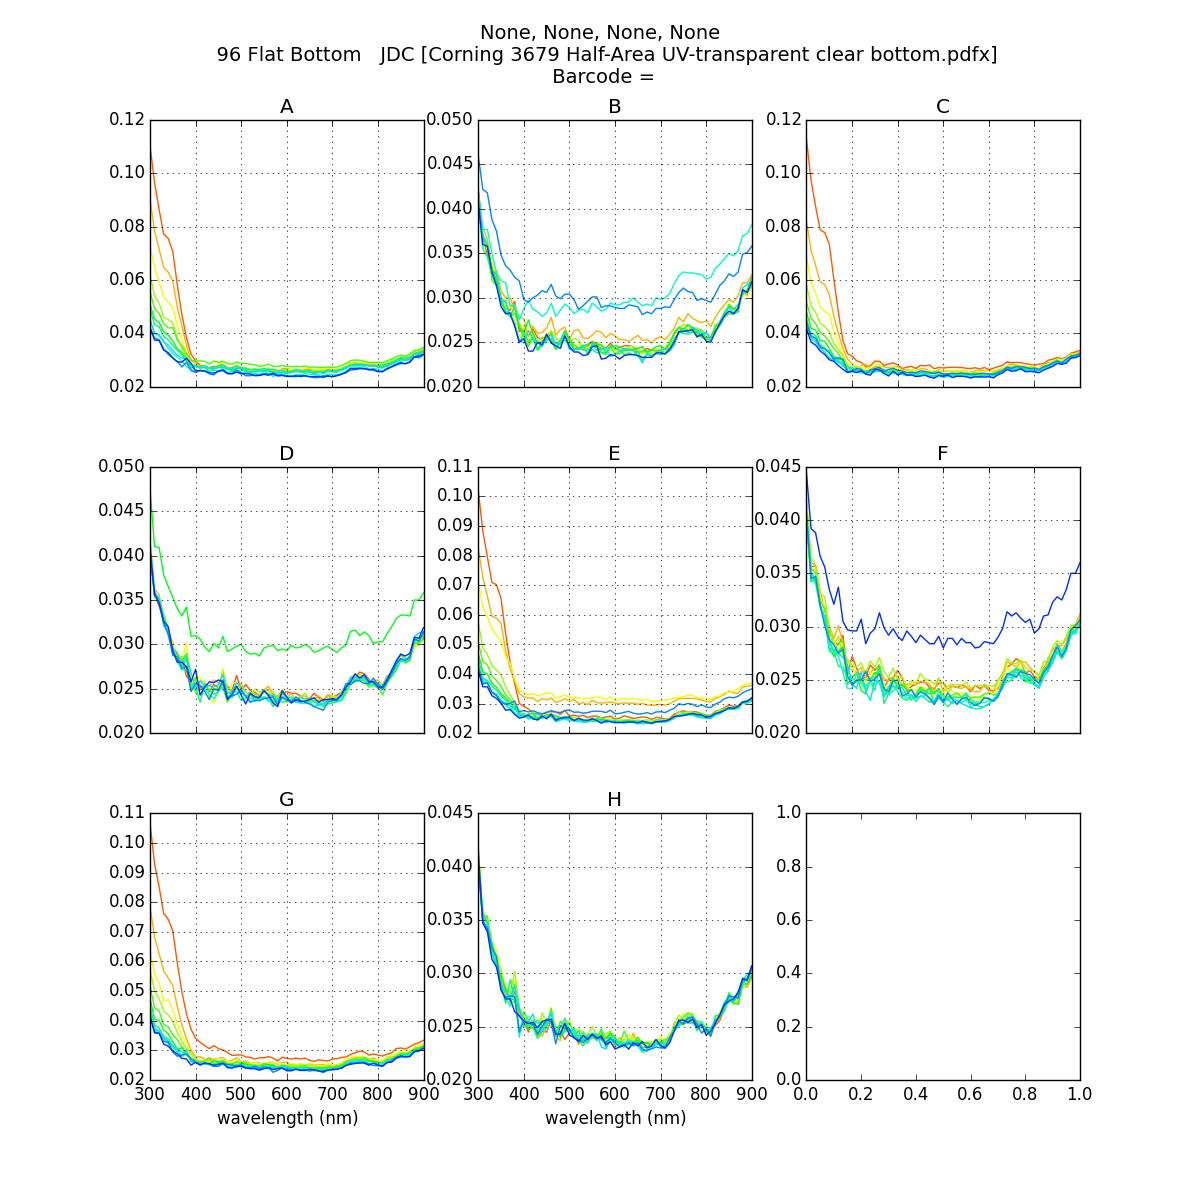 None, None, None, None
96 Flat Bottom   JDC [Corning 3679 Half-Area UV-transparent clear bottom.pdfx]
Barcode =
A B C
0.12 0.10 0.08 0.06 0.04 0.02
0.050 0.045 0.040 0.035 0.030 0.025 0.020
0.12 0.10 0.08 0.06 0.04 0.02
D E F
0.050 0.045 0.040 0.035 0.030 0.025 0.020
0.11 0.10 0.09 0.08 0.07 0.06 0.05 0.04 0.03 0.02
0.045 0.040 0.035 0.030 0.025 0.020
G H
0.11 0.10 0.09 0.08 0.07 0.06 0.05 0.04 0.03 0.02
0.045 0.040 0.035 0.030 0.025 0.020
1.0 0.8 0.6 0.4 0.2 0.0
300 400 500 600 700 800 900
300 400 500 600 700 800 900
0.0 0.2 0.4 0.6 0.8 1.0
wavelength (nm) wavelength (nm)